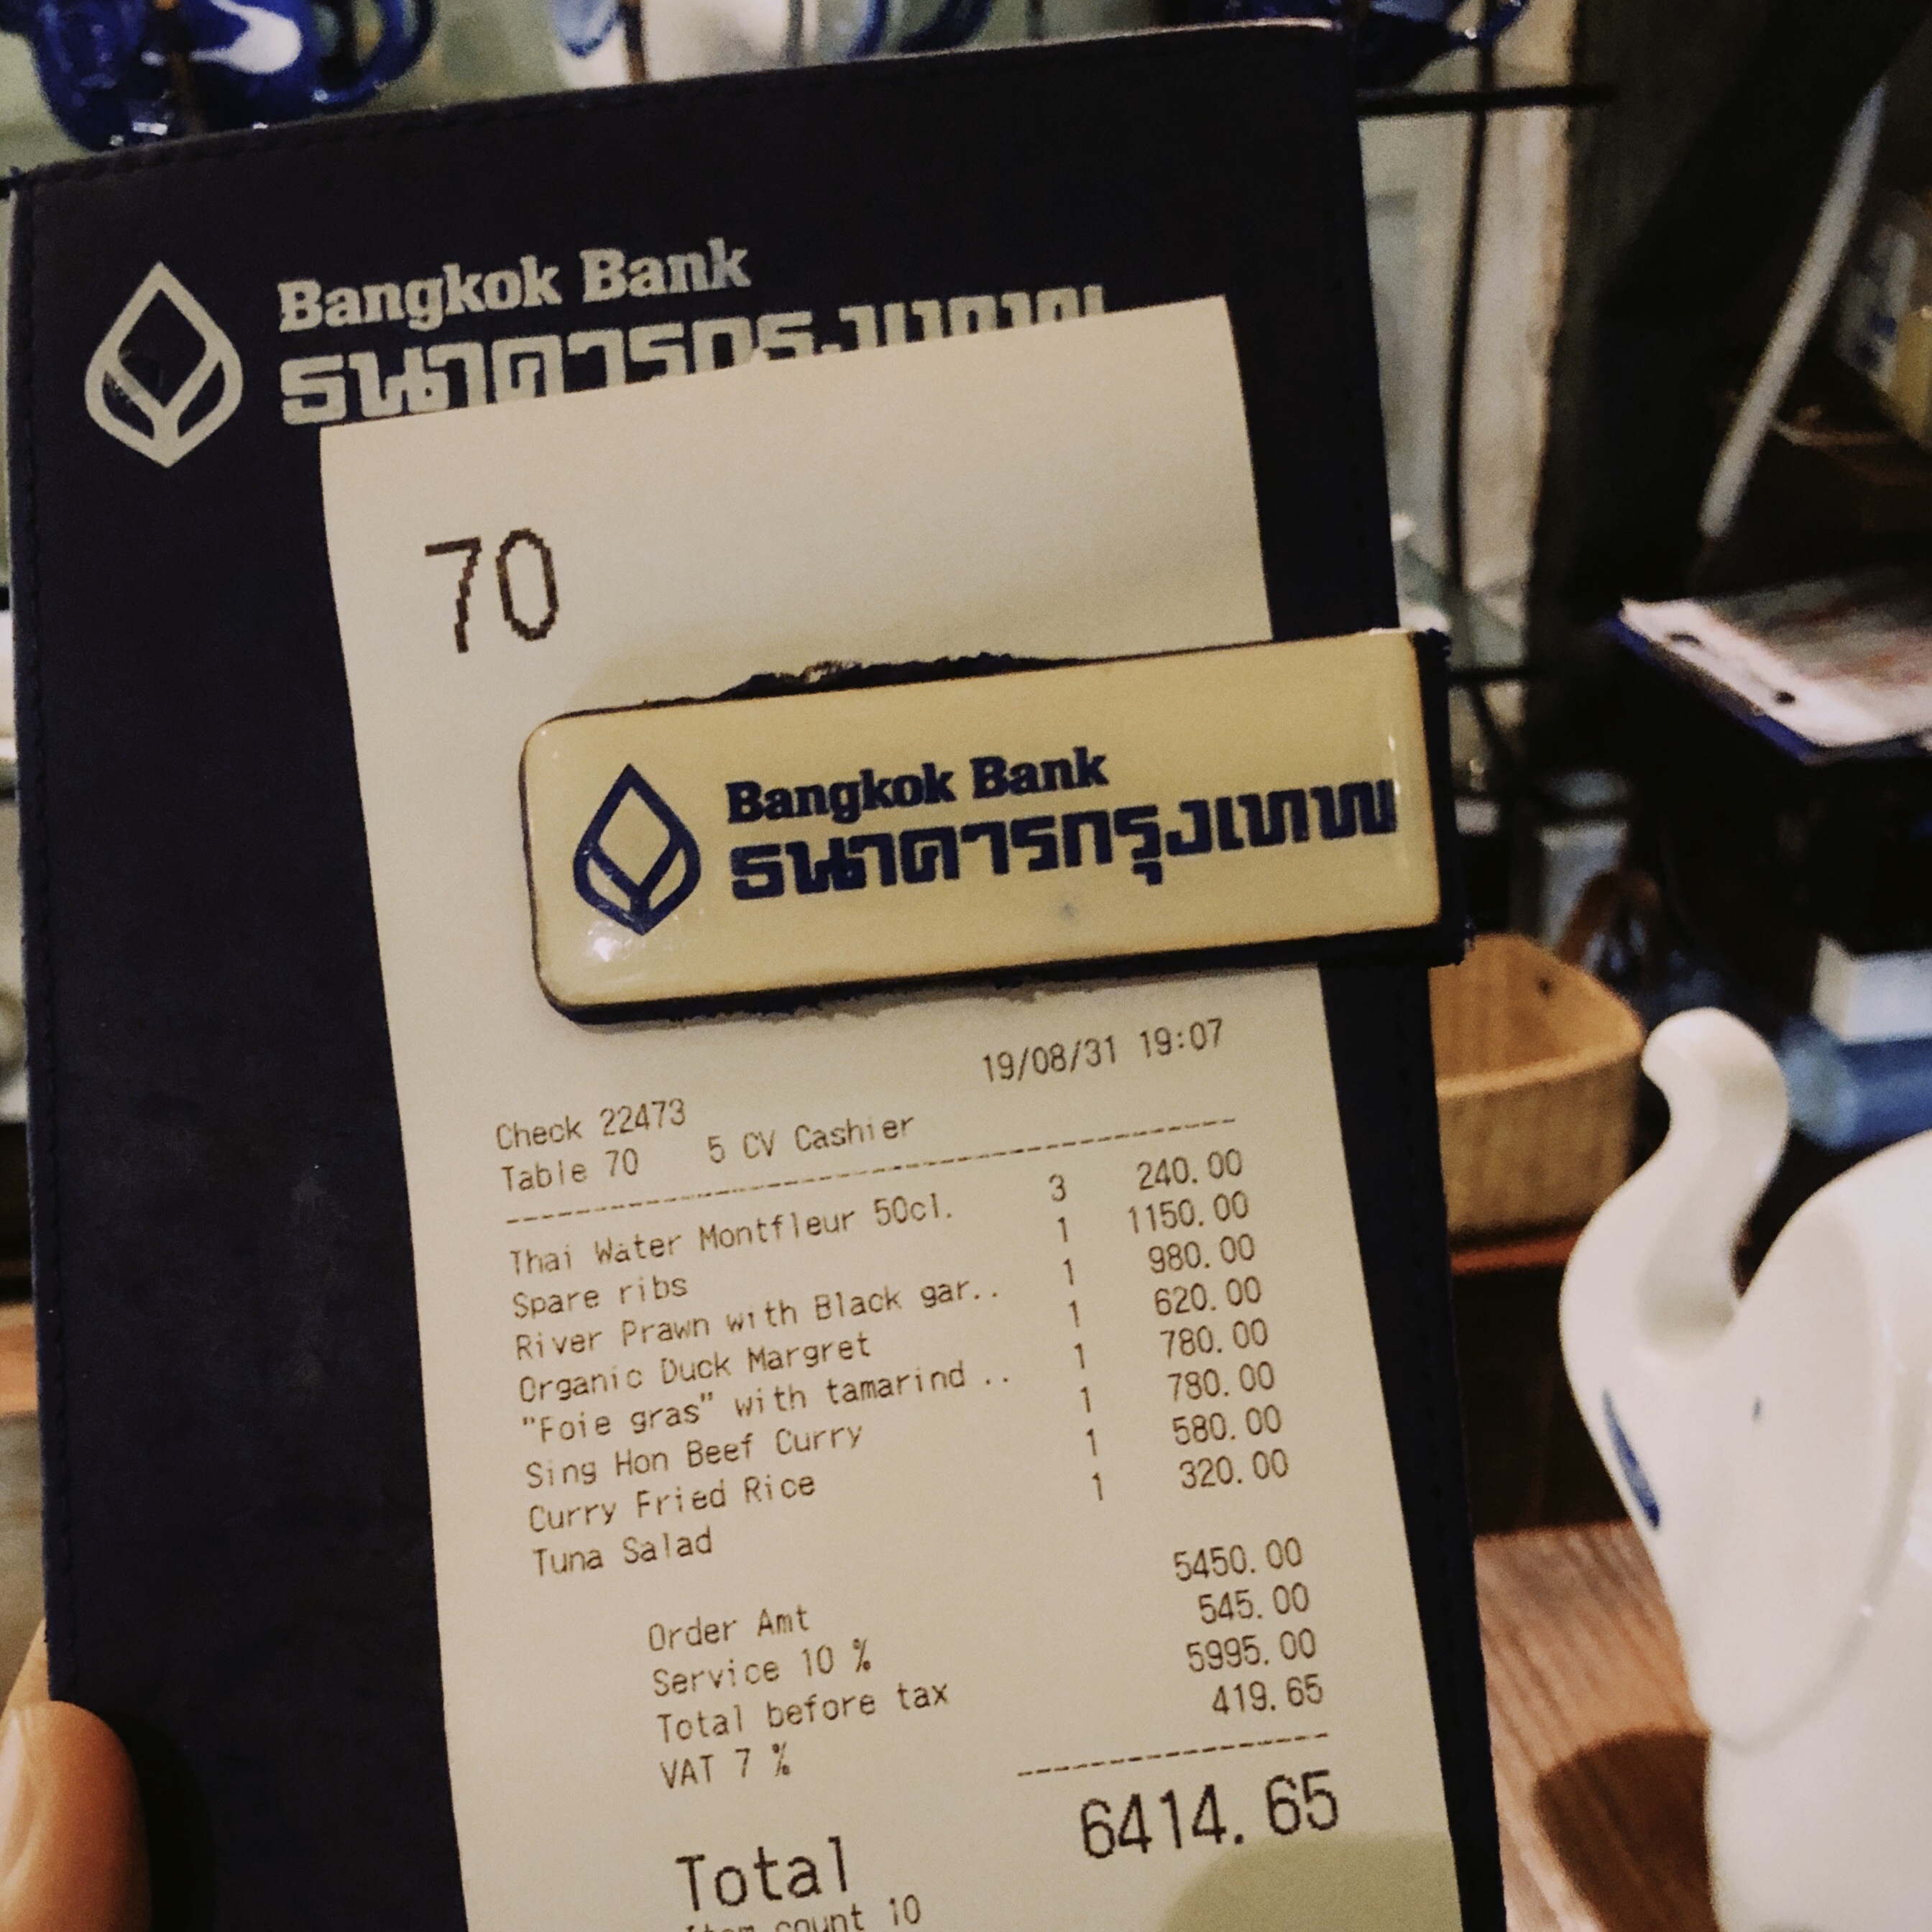 Bangkok Bank
ธนาคารกรุงเทพ
70
Bangkok Bank
ธนาคารกรุงเทพ
19/08/31 19:07
Check 22473
Table 70 5 CV Cashier
Thai Water Montfleur 50cl. 3 240.00
Spare ribs 1 1150.00
River Prawn with Black gar.. 1 980.00
Organic Duck Margret 1 620.00
"Foie gras" with tamarind .. 1 780.00
Sing Hon Beef Curry 1 780.00
Curry Fried Rice 1 580.00
Tuna Salad 1 320.00
Order Amt 5450.00
Service 10 % 545.00
Total before tax 5995.00
VAT 7 % 419.65
Total 6414.65
Item count 10